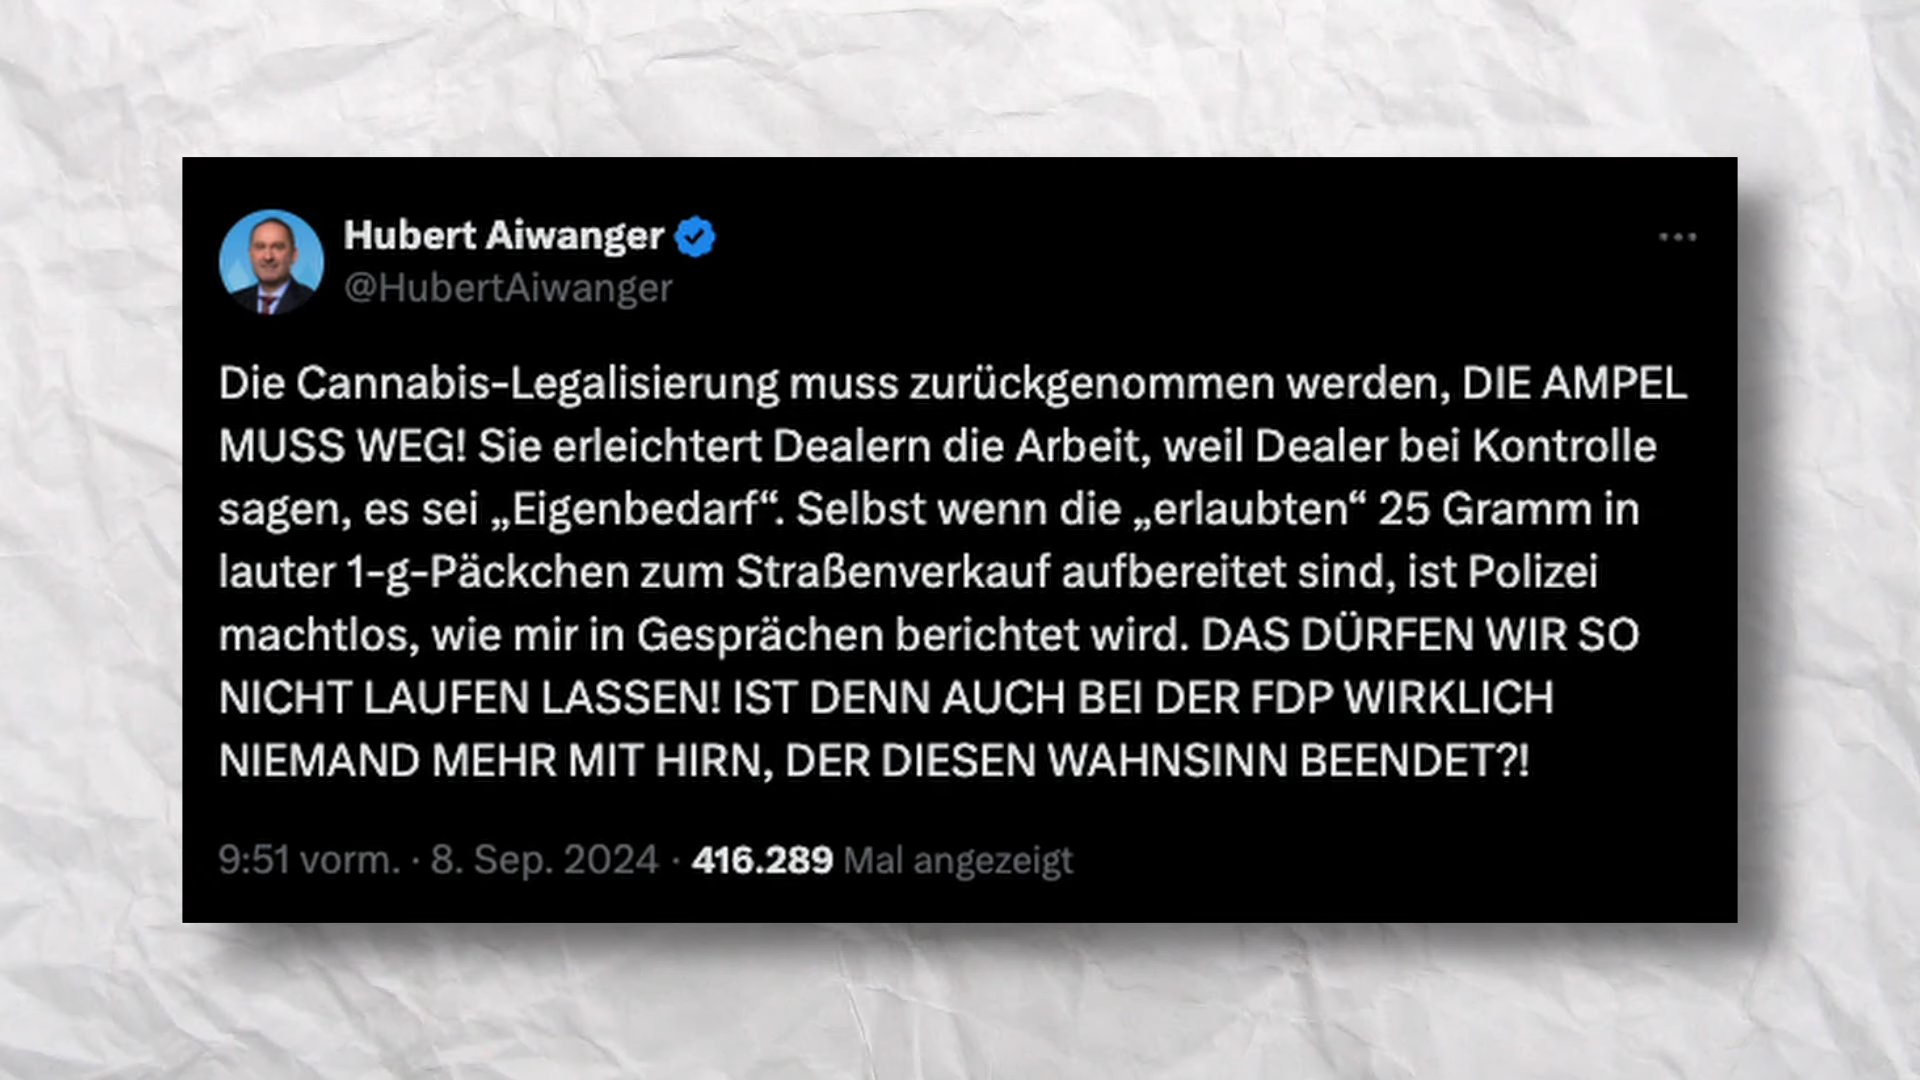 Hubert Aiwanger
@HubertAiwanger
Die Cannabis-Legalisierung muss zurückgenommen werden, DIE AMPEL
MUSS WEG! Sie erleichtert Dealern die Arbeit, weil Dealer bei Kontrolle
sagen, es sei „Eigenbedarf“. Selbst wenn die „erlaubten“ 25 Gramm in
lauter 1-g-Päckchen zum Straßenverkauf aufbereitet sind, ist Polizei
machtlos, wie mir in Gesprächen berichtet wird. DAS DÜRFEN WIR SO
NICHT LAUFEN LASSEN! IST DENN AUCH BEI DER FDP WIRKLICH
NIEMAND MEHR MIT HIRN, DER DIESEN WAHNSINN BEENDET?!
9:51 vorm. · 8. Sep. 2024 · 416.289 Mal angezeigt